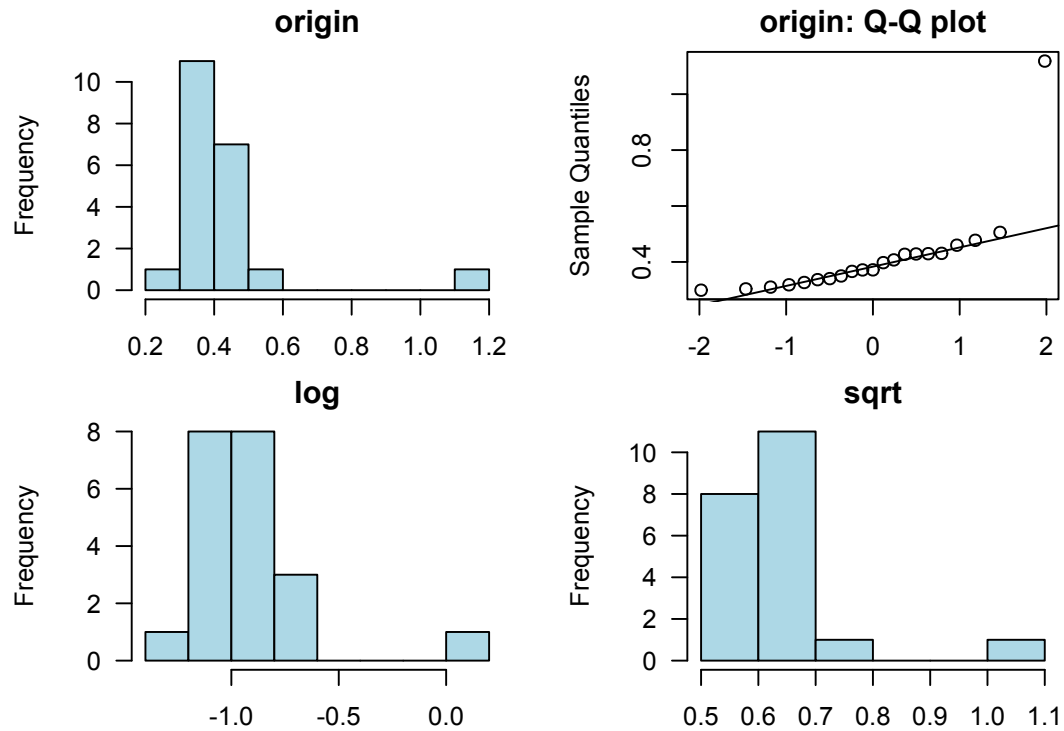 origin
Frequency
0
2
4
6
8
10
0.2 0.4 0.6 0.8 1.0 1.2
origin: Q-Q plot
Sample Quantiles
0.4
0.8
-2 -1 0 1 2
log
Frequency
0
2
4
6
8
-1.0 -0.5 0.0
sqrt
Frequency
0
2
4
6
8
10
0.5 0.6 0.7 0.8 0.9 1.0 1.1